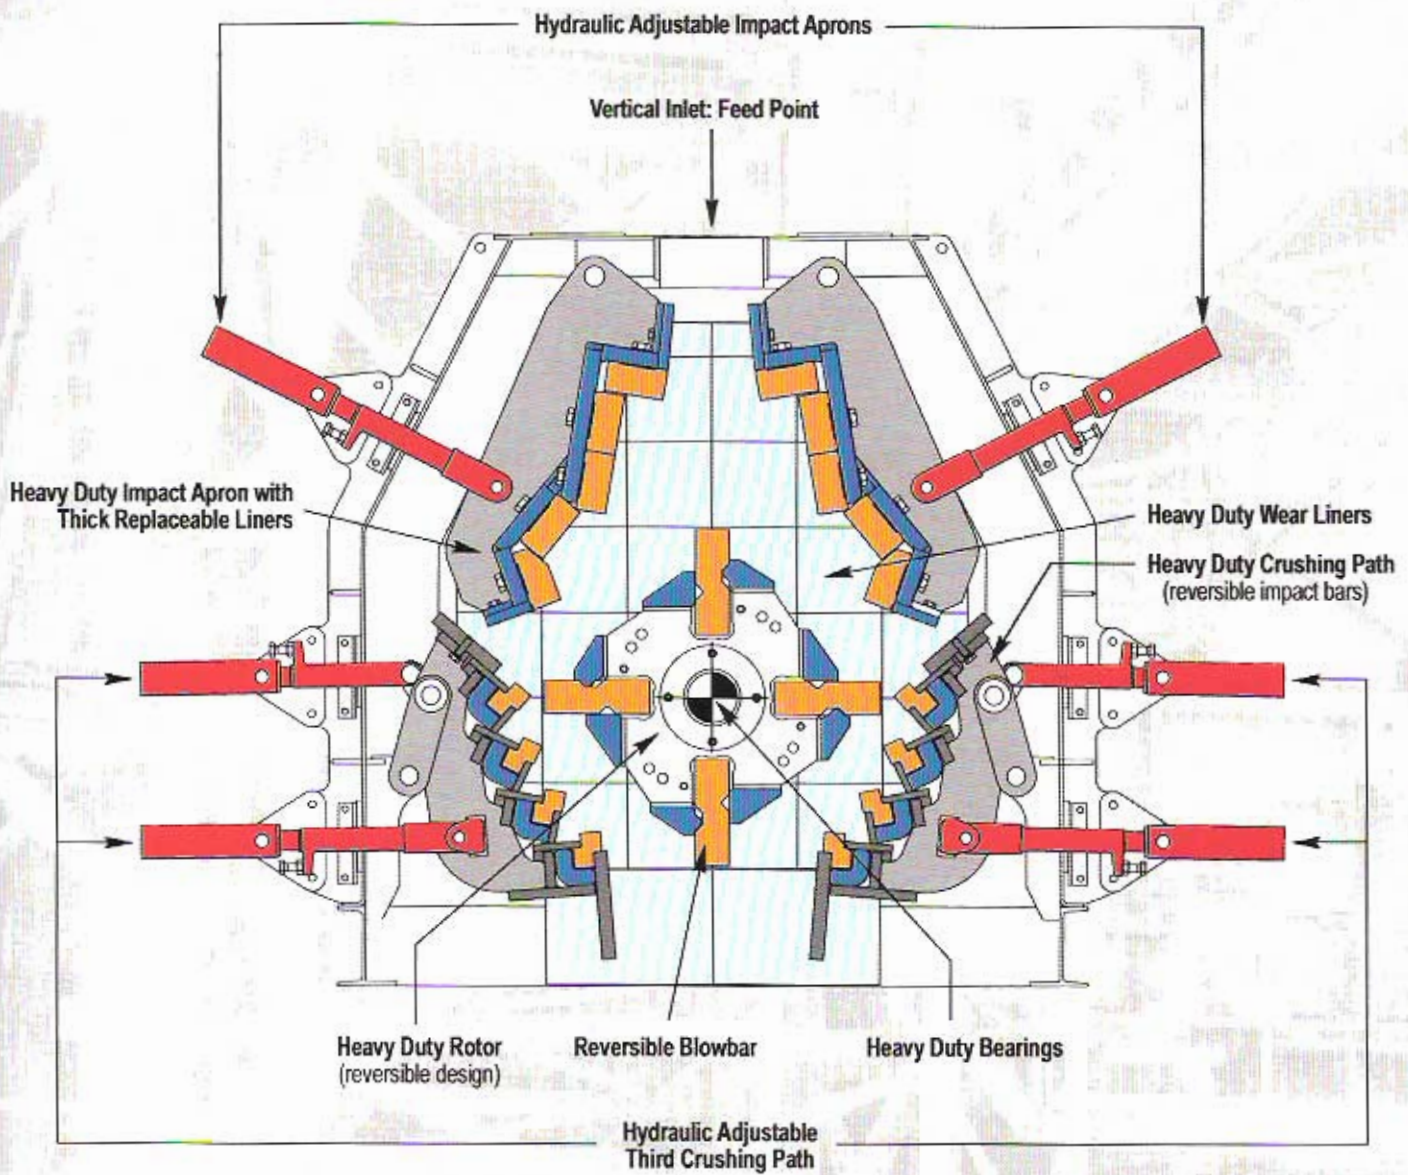 Hydraulic Adjustable Impact Aprons
Vertical Inlet: Feed Point
Heavy Duty Impact Apron with
Thick Replaceable Liners
Heavy Duty Wear Liners
Heavy Duty Crushing Path
(reversible impact bars)
Heavy Duty Rotor
(reversible design)
Reversible Blowbar
Heavy Duty Bearings
Hydraulic Adjustable
Third Crushing Path